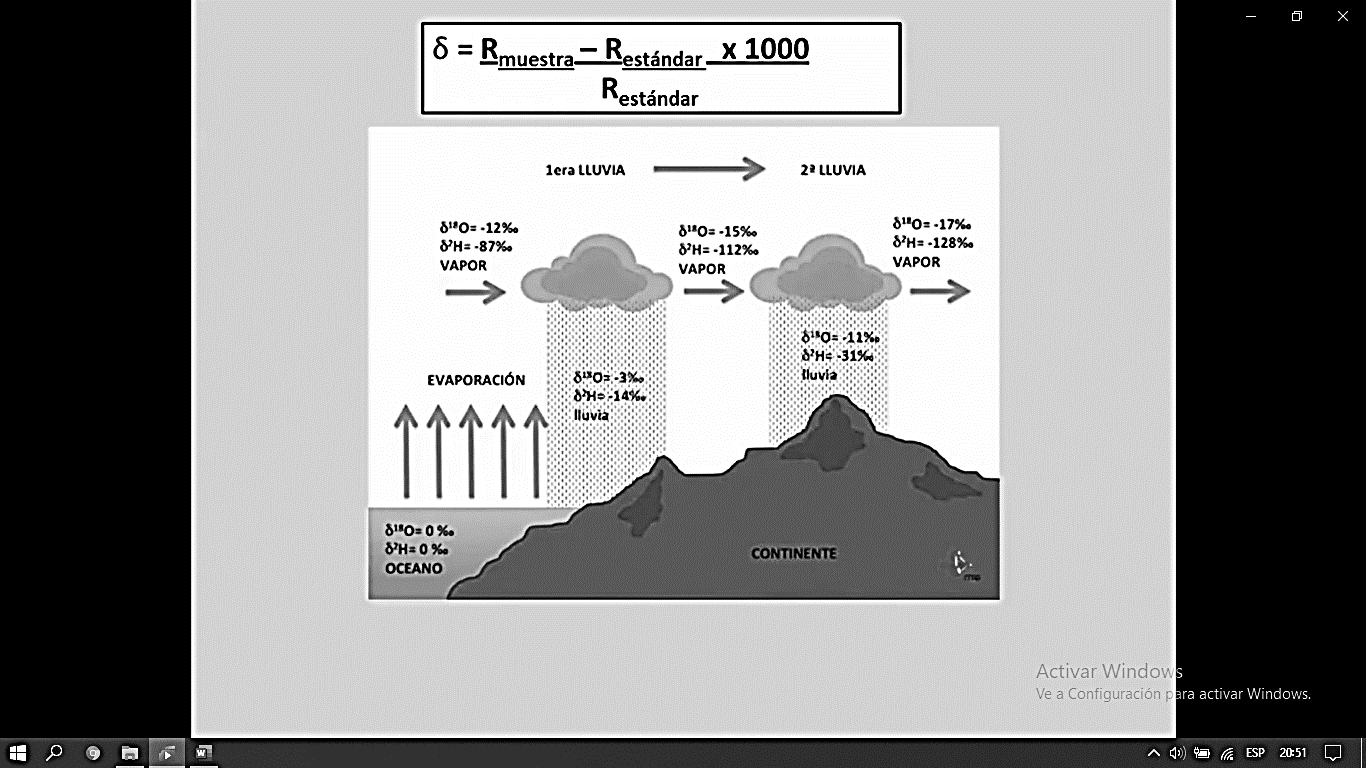 δ = Rmuestra – Restándar x 1000
Restándar
1era LLUVIA
2ª LLUVIA
δ¹⁸O= -12‰
δ²H= -87‰
VAPOR
δ¹⁸O= -15‰
δ²H= -112‰
VAPOR
δ¹⁸O= -17‰
δ²H= -128‰
VAPOR
δ¹⁸O= -11‰
δ²H= -31‰
lluvia
EVAPORACIÓN
δ¹⁸O= -3‰
δ²H= -14‰
lluvia
δ¹⁸O= 0 ‰
δ²H= 0 ‰
OCEANO
CONTINENTE
Activar Windows
Ve a Configuración para activar Windows.
ESP
20:51